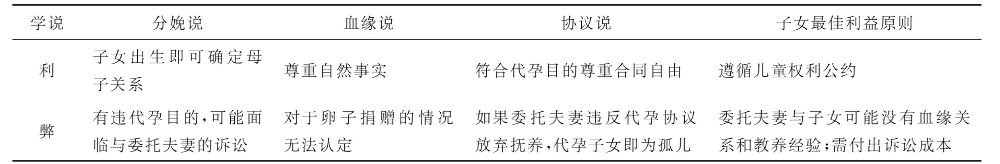 学说 分娩说 血缘说 协议说 子女最佳利益原则
利 子女出生即可确定母子关系 尊重自然事实 符合代孕目的尊重合同自由 遵循儿童权利公约
弊 有违代孕目的,可能面临与委托夫妻的诉讼 对于卵子捐赠的情况无法认定 如果委托夫妻违反代孕协议放弃抚养,代孕子女即为孤儿 委托夫妻与子女可能没有血缘关系和教养经验;需付出诉讼成本